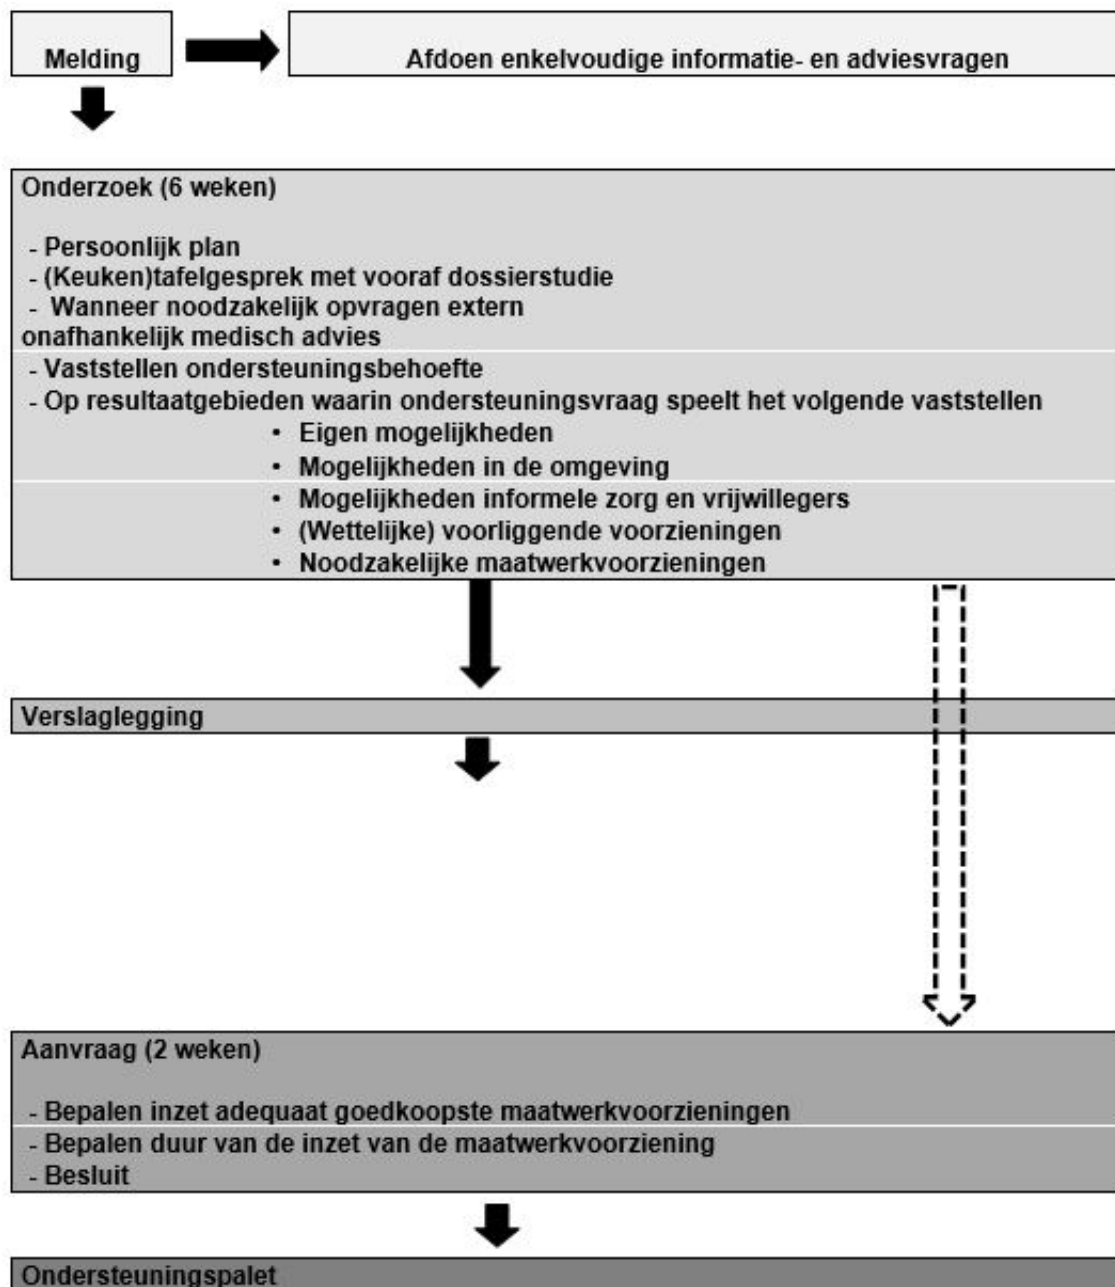 Melding
Afdoen enkelvoudige informatie- en adviesvragen
Onderzoek (6 weken)
- Persoonlijk plan
- (Keuken)tafelgesprek met vooraf dossierstudie
- Wanneer noodzakelijk opvragen extern
onafhankelijk medisch advies
- Vaststellen ondersteuningsbehoefte
- Op resultaatgebieden waarin ondersteuningsvraag speelt het volgende vaststellen
• Eigen mogelijkheden
• Mogelijkheden in de omgeving
• Mogelijkheden informele zorg en vrijwillegers
• (Wettelijke) voorliggende voorzieningen
• Noodzakelijke maatwerkvoorzieningen
Verslaglegging
Aanvraag (2 weken)
- Bepalen inzet adequaat goedkoopste maatwerkvoorzieningen
- Bepalen duur van de inzet van de maatwerkvoorziening
- Besluit
Ondersteuningspalet